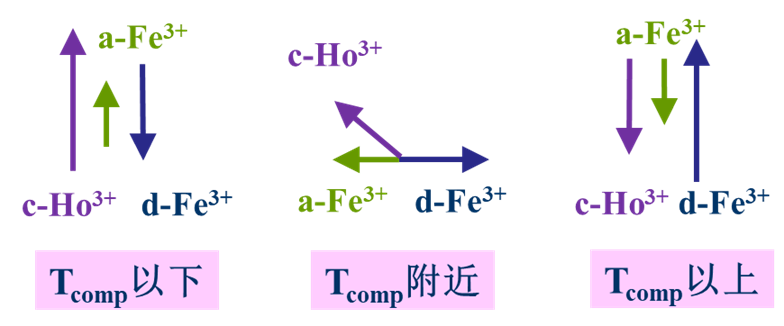 a-Fe³⁺
c-Ho³⁺ d-Fe³⁺
Tcomp以下
c-Ho³⁺
a-Fe³⁺ d-Fe³⁺
Tcomp附近
a-Fe³⁺
c-Ho³⁺ d-Fe³⁺
Tcomp以上